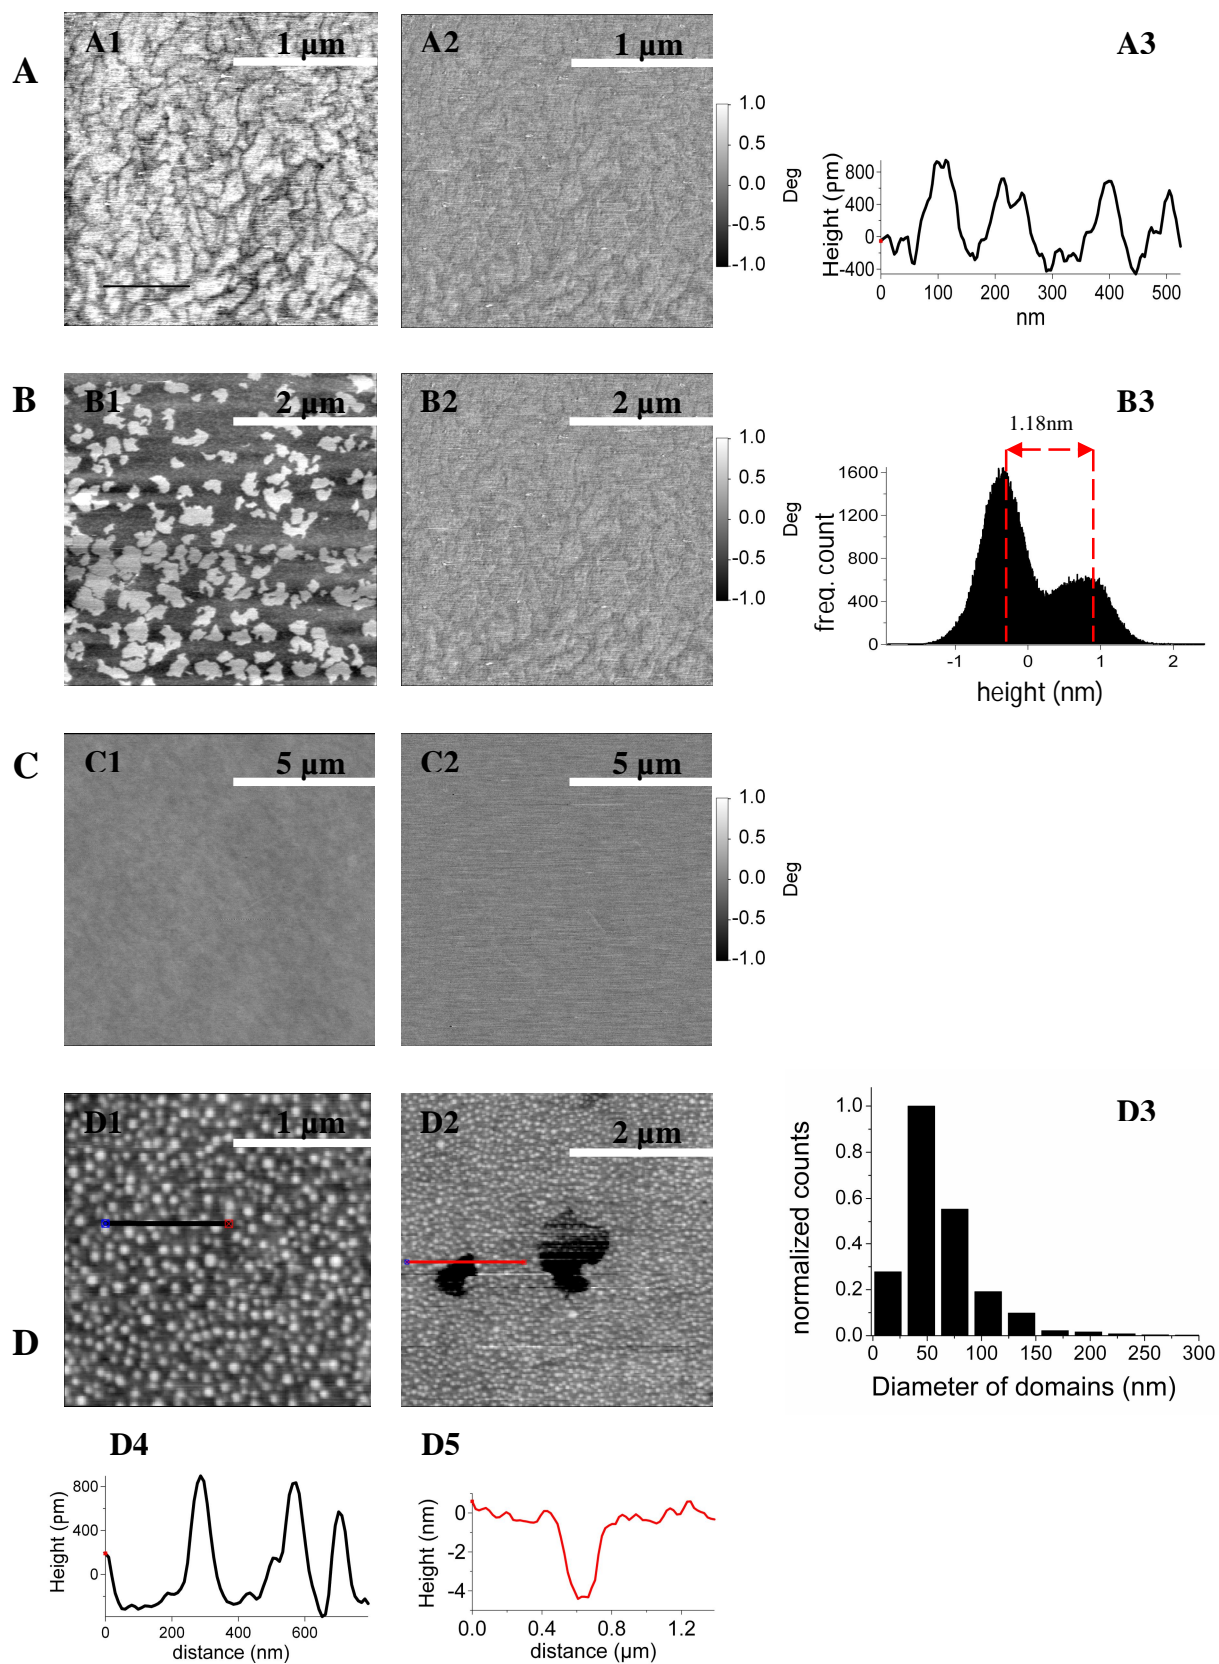 A
A1
1 µm
A2
1 µm
1.0
0.5
0.0
-0.5
-1.0
Deg
A3
Height (pm)
800
400
0
-400
0 100 200 300 400 500
nm
B
B1
2 µm
B2
2 µm
1.0
0.5
0.0
-0.5
-1.0
Deg
B3
1.18nm
freq. count
1600
1200
800
400
0
-1 0 1 2
height (nm)
C
C1
5 µm
C2
5 µm
1.0
0.5
0.0
-0.5
-1.0
Deg
D
D1
1 µm
D2
2 µm
D3
normalized counts
1.0
0.8
0.6
0.4
0.2
0.0
0 50 100 150 200 250 300
Diameter of domains (nm)
D4
Height (pm)
800
400
0
0 200 400 600
distance (nm)
D5
Height (nm)
0
-2
-4
0.0 0.4 0.8 1.2
distance (µm)